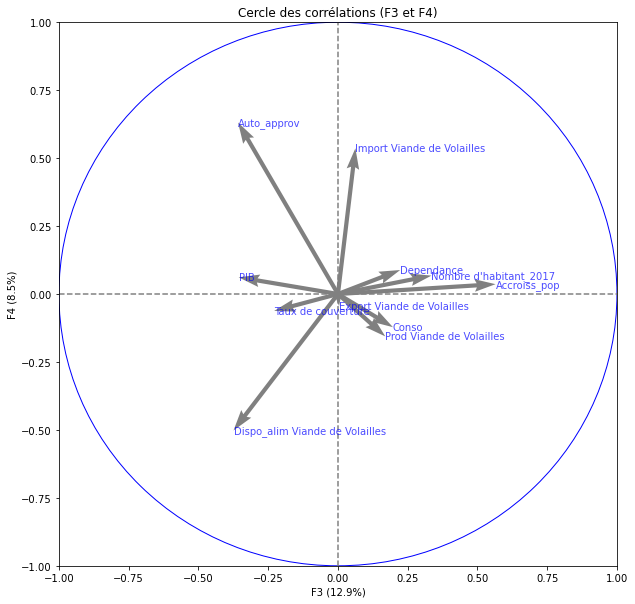 Cercle des corrélations (F3 et F4)
1.00
0.75
Auto_approv
Import Viande de Volailles
0.50
0.25
Dependance
Nombre d'habitant_2017
PIB
Accroiss_pop
0.00
Export Viande de Volailles
Taux de couverture
Conso
Prod Viande de Volailles
−0.25
−0.50
Dispo_alim Viande de Volailles
−0.75
−1.00
−1.00 −0.75 −0.50 −0.25 0.00 0.25 0.50 0.75 1.00
F3 (12.9%)
F4 (8.5%)